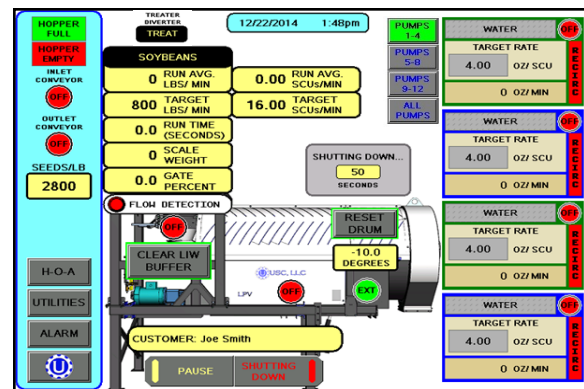 HOPPER
FULL
HOPPER
EMPTY
INLET
CONVEYOR
OFF
OUTLET
CONVEYOR
OFF
SEEDS/LB
2800
H-O-A
UTILITIES
ALARM
U
TREATER
DIVERTER
TREAT
12/22/2014 1:48pm
SOYBEANS
0 RUN AVG.
LBS/ MIN
0.00 RUN AVG.
SCUs/MIN
800 TARGET
LBS/ MIN
16.00 TARGET
SCUs/MIN
0.0 RUN TIME
(SECONDS)
0 SCALE
WEIGHT
0.0 GATE
PERCENT
FLOW DETECTION
OFF
SHUTTING DOWN...
50
SECONDS
RESET
DRUM
CLEAR LIW
BUFFER
-10.0
DEGREES
USC, LLC
LPV
OFF
EXT
CUSTOMER: Joe Smith
PAUSE
SHUTTING
DOWN
PUMPS
1-4
PUMPS
5-8
PUMPS
9-12
ALL
PUMPS
WATER
OFF
TARGET RATE
4.00 OZ/ SCU
0 OZ/ MIN
RECIRC
WATER
OFF
TARGET RATE
4.00 OZ/ SCU
0 OZ/ MIN
RECIRC
WATER
OFF
TARGET RATE
4.00 OZ/ SCU
0 OZ/ MIN
RECIRC
WATER
OFF
TARGET RATE
4.00 OZ/ SCU
0 OZ/ MIN
RECIRC